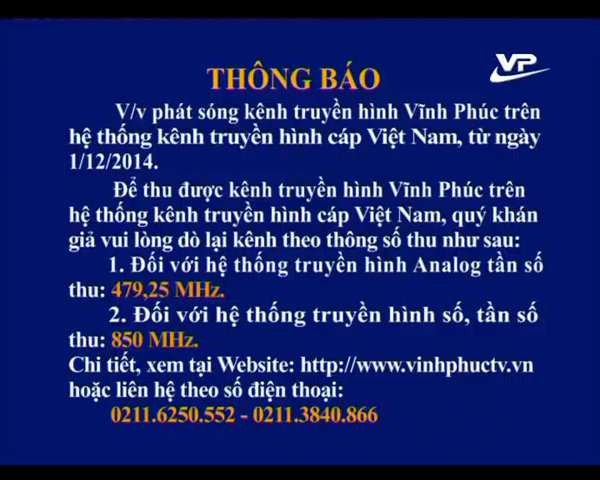 VP
THÔNG BÁO
V/v phát sóng kênh truyền hình Vĩnh Phúc trên
hệ thống kênh truyền hình cáp Việt Nam, từ ngày
1/12/2014.
Để thu được kênh truyền hình Vĩnh Phúc trên
hệ thống kênh truyền hình cáp Việt Nam, quý khán
giả vui lòng dò lại kênh theo thông số thu như sau:
1. Đối với hệ thống truyền hình Analog tần số
thu: 479,25 MHz.
2. Đối với hệ thống truyền hình số, tần số
thu: 850 MHz.
Chi tiết, xem tại Website: http://www.vinhphuctv.vn
hoặc liên hệ theo số điện thoại:
0211.6250.552 - 0211.3840.866